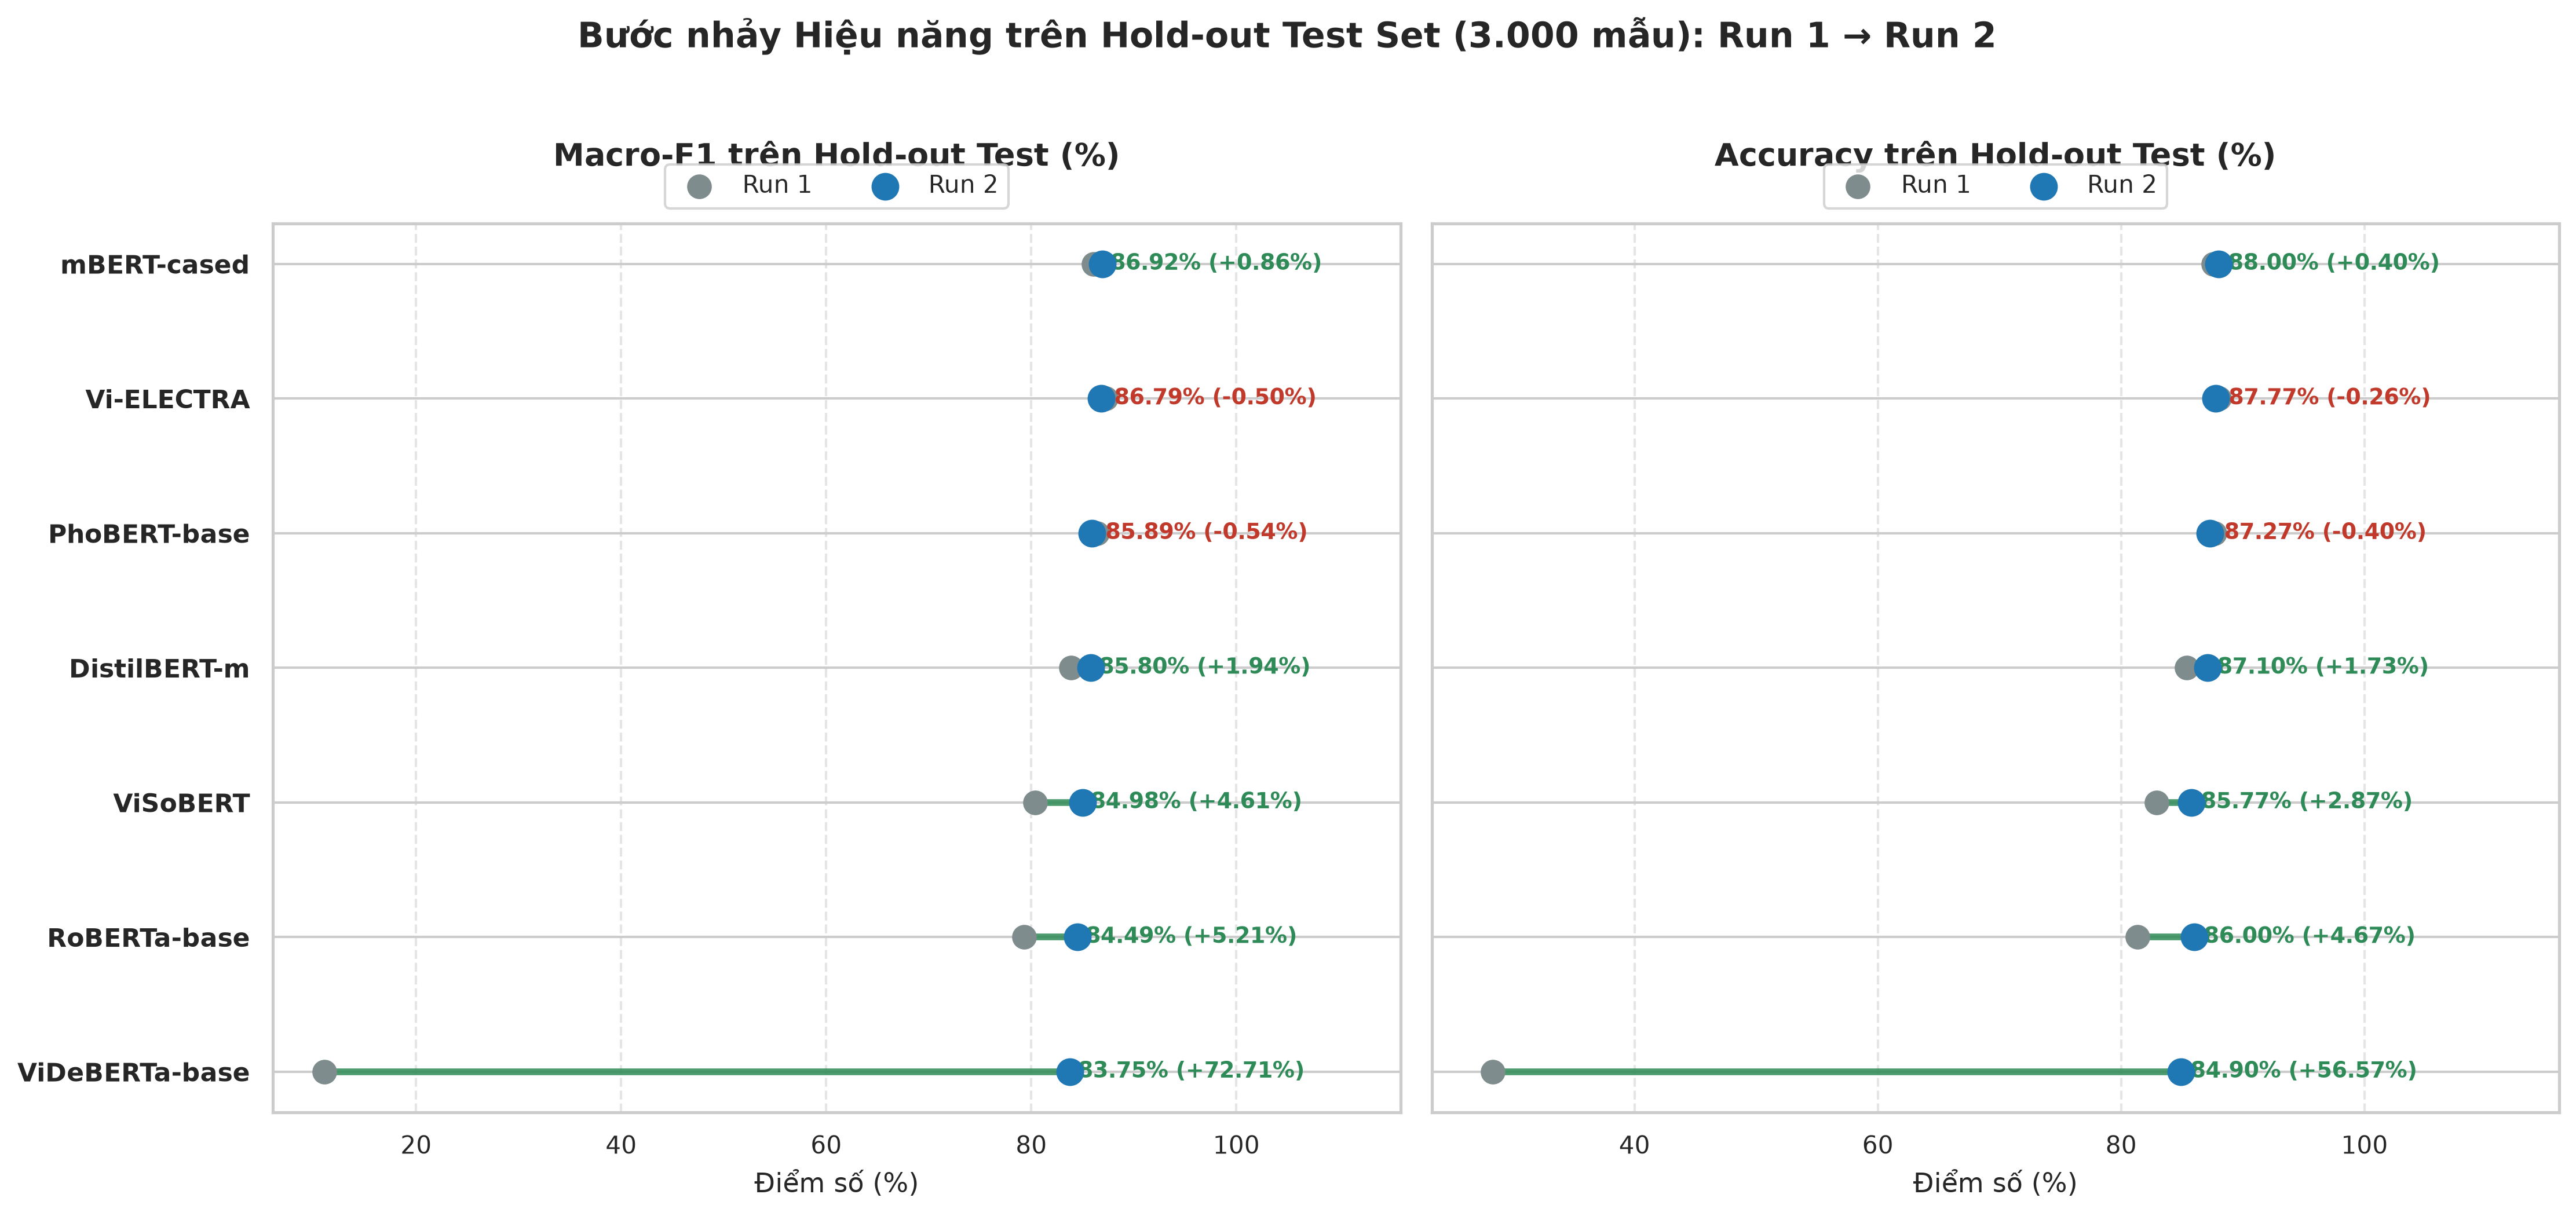 Bước nhảy Hiệu năng trên Hold-out Test Set (3.000 mẫu): Run 1 → Run 2
Macro-F1 trên Hold-out Test (%)
Run 1
Run 2
mBERT-cased
86.92% (+0.86%)
Vi-ELECTRA
86.79% (-0.50%)
PhoBERT-base
85.89% (-0.54%)
DistilBERT-m
85.80% (+1.94%)
ViSoBERT
84.98% (+4.61%)
RoBERTa-base
84.49% (+5.21%)
ViDeBERTa-base
83.75% (+72.71%)
20
40
60
80
100
Điểm số (%)
Accuracy trên Hold-out Test (%)
Run 1
Run 2
88.00% (+0.40%)
87.77% (-0.26%)
87.27% (-0.40%)
87.10% (+1.73%)
85.77% (+2.87%)
86.00% (+4.67%)
84.90% (+56.57%)
40
60
80
100
Điểm số (%)